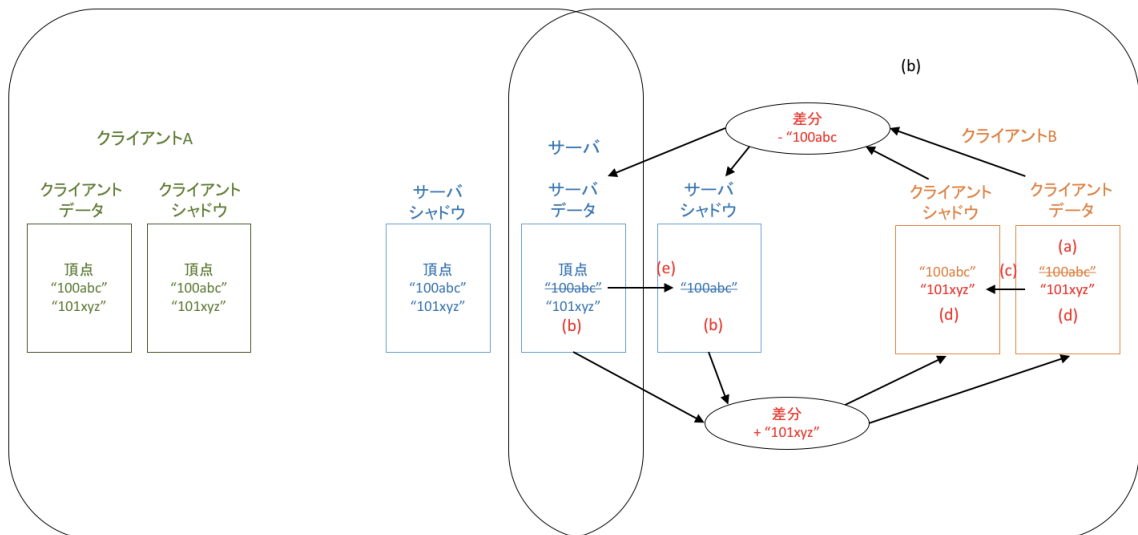 (b)
差分
- “100abc
クライアントA
クライアントB
サーバ
クライアント
データ
クライアント
シャドウ
サーバ
シャドウ
サーバ
データ
サーバ
シャドウ
クライアント
シャドウ
クライアント
データ
頂点
“100abc”
“101xyz”
頂点
“100abc”
“101xyz”
頂点
“100abc”
“101xyz”
頂点
“100abc”
“101xyz”
(b)
(e)
“100abc”
(b)
“100abc”
“101xyz”
(d)
(c)
(a)
“100abc”
“101xyz”
(d)
差分
+ “101xyz”